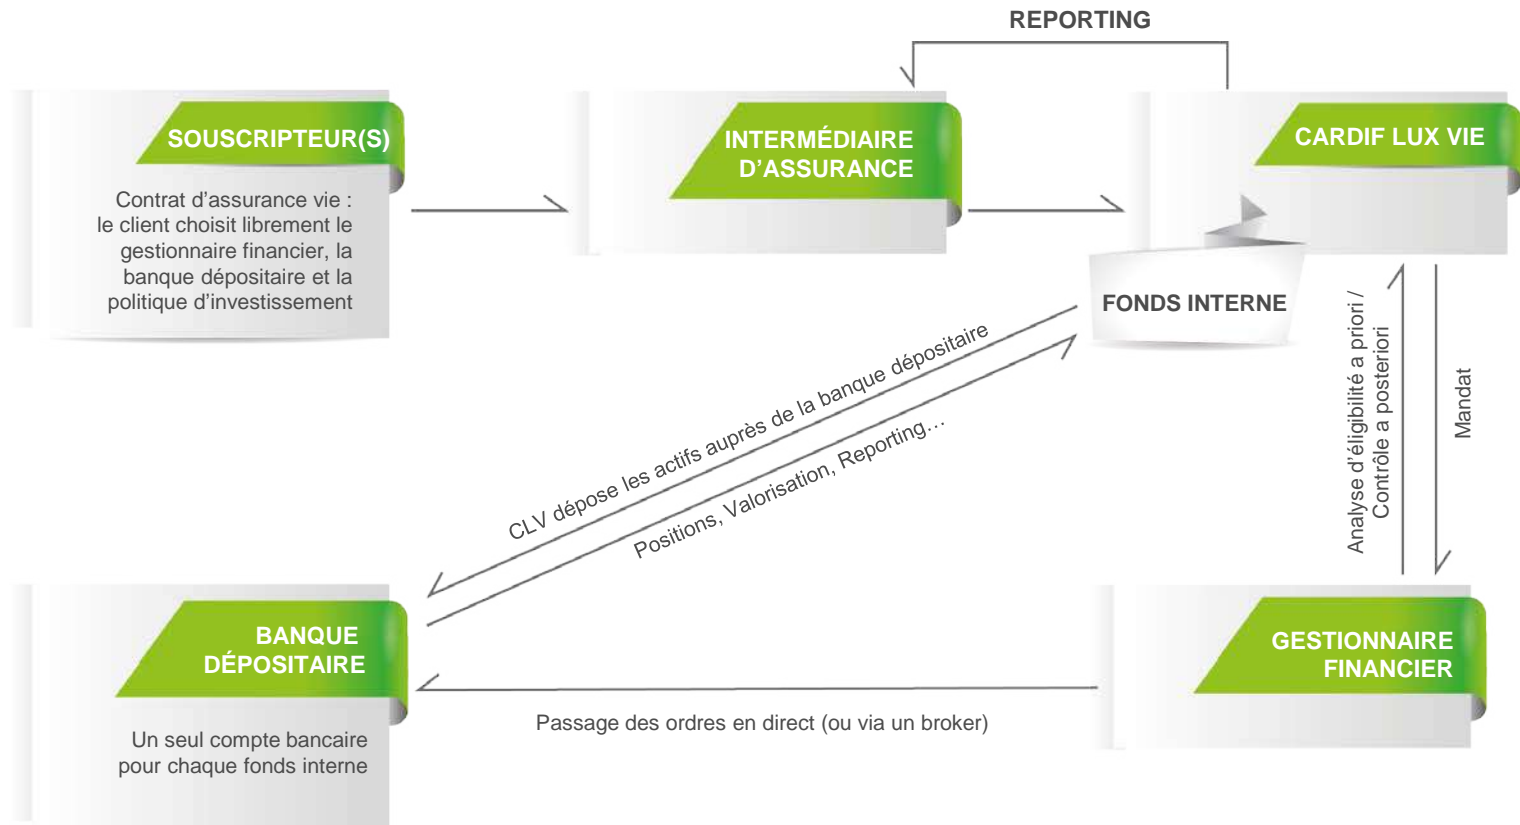 REPORTING
SOUSCRIPTEUR(S)
Contrat d’assurance vie :
le client choisit librement le
gestionnaire financier, la
banque dépositaire et la
politique d’investissement
INTERMÉDIAIRE
D’ASSURANCE
CARDIF LUX VIE
FONDS INTERNE
CLV dépose les actifs auprès de la banque dépositaire
Positions, Valorisation, Reporting…
Analyse d’éligibilité a priori /
Contrôle a posteriori
Mandat
BANQUE
DÉPOSITAIRE
Un seul compte bancaire
pour chaque fonds interne
Passage des ordres en direct (ou via un broker)
GESTIONNAIRE
FINANCIER